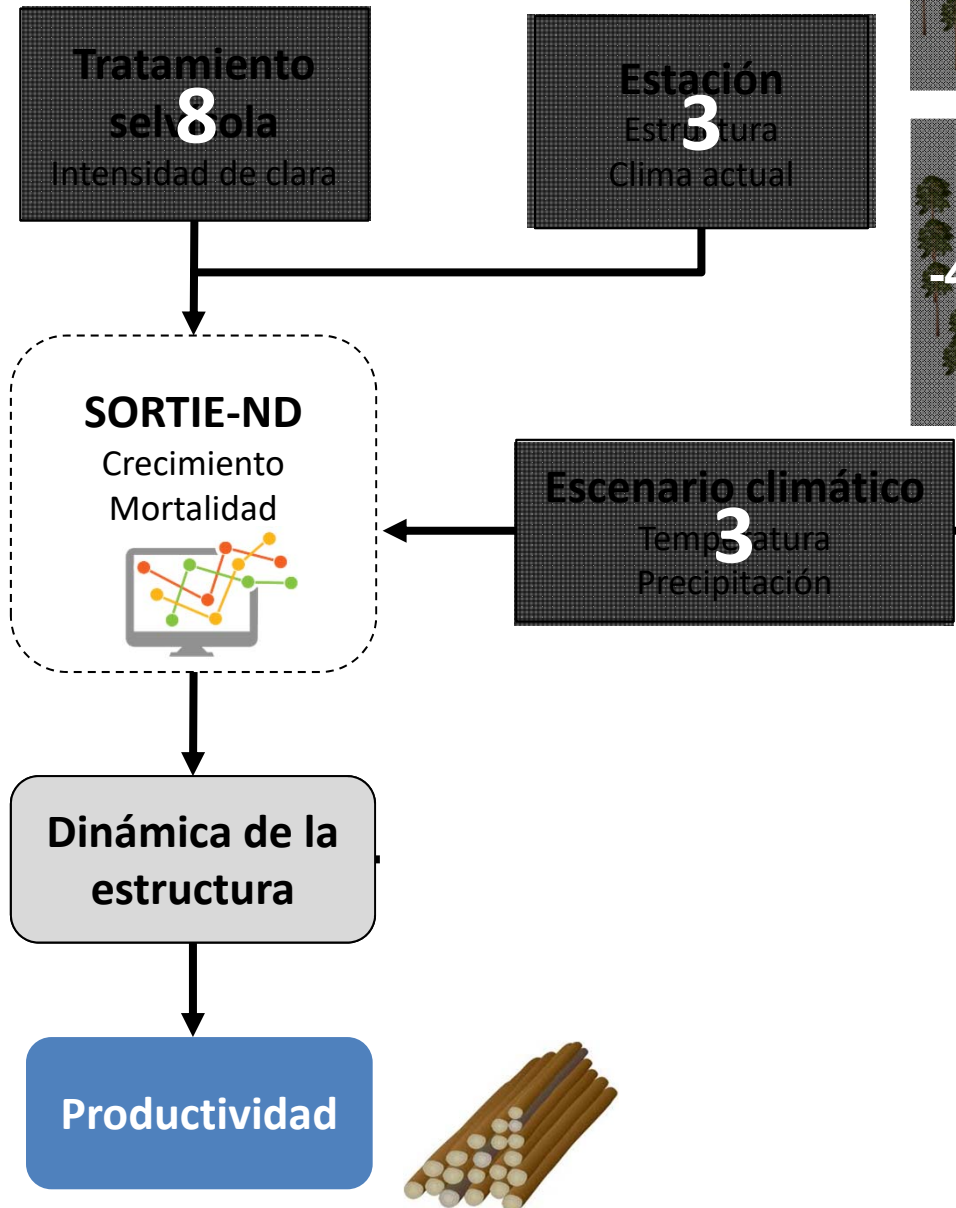 Tratamiento
selvícola
8
Intensidad de clara
Estación
Estructura
3
Clima actual
-4
SORTIE-ND
Crecimiento
Mortalidad
Escenario climático
Temperatura
3
Precipitación
Dinámica de la
estructura
Productividad